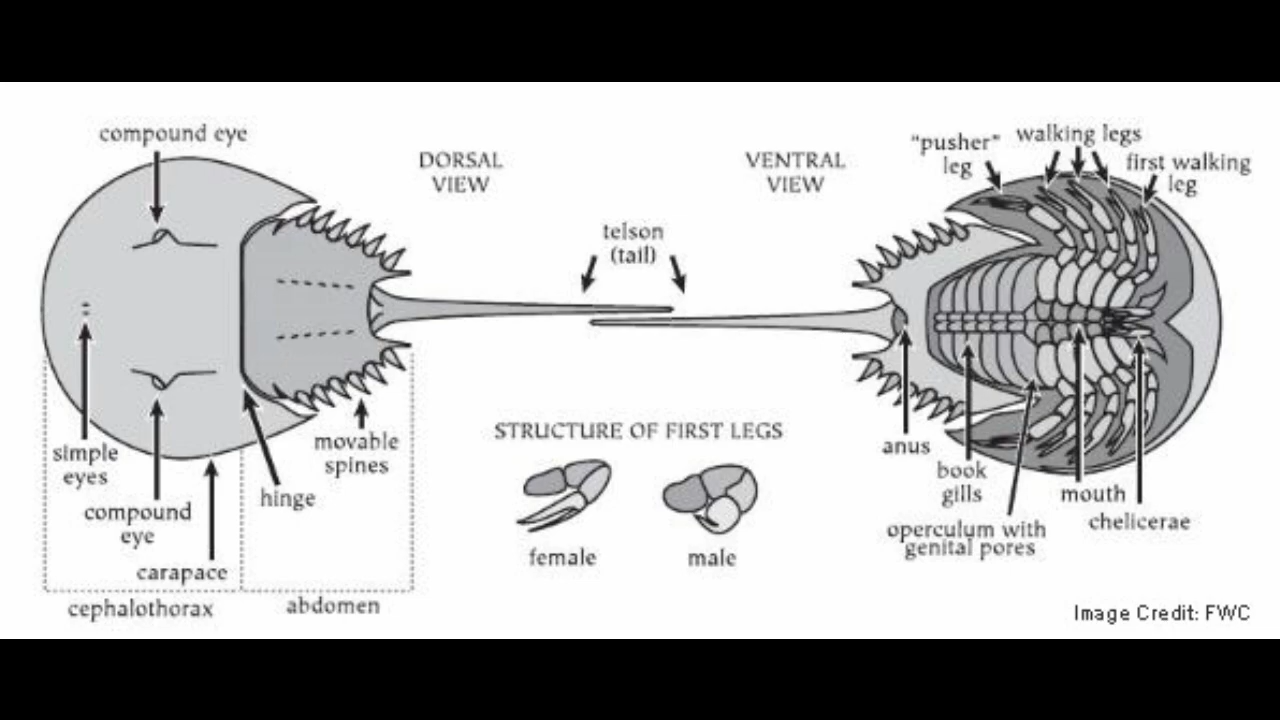 compound eye
DORSAL
VIEW
VENTRAL
VIEW
"pusher"
leg
walking legs
first walking
leg
telson
(tail)
simple
eyes
compound
eye
carapace
hinge
movable
spines
cephalothorax
abdomen
STRUCTURE OF FIRST LEGS
female
male
anus
book
gills
operculum with
genital pores
mouth
chelicerae
Image Credit: FWC